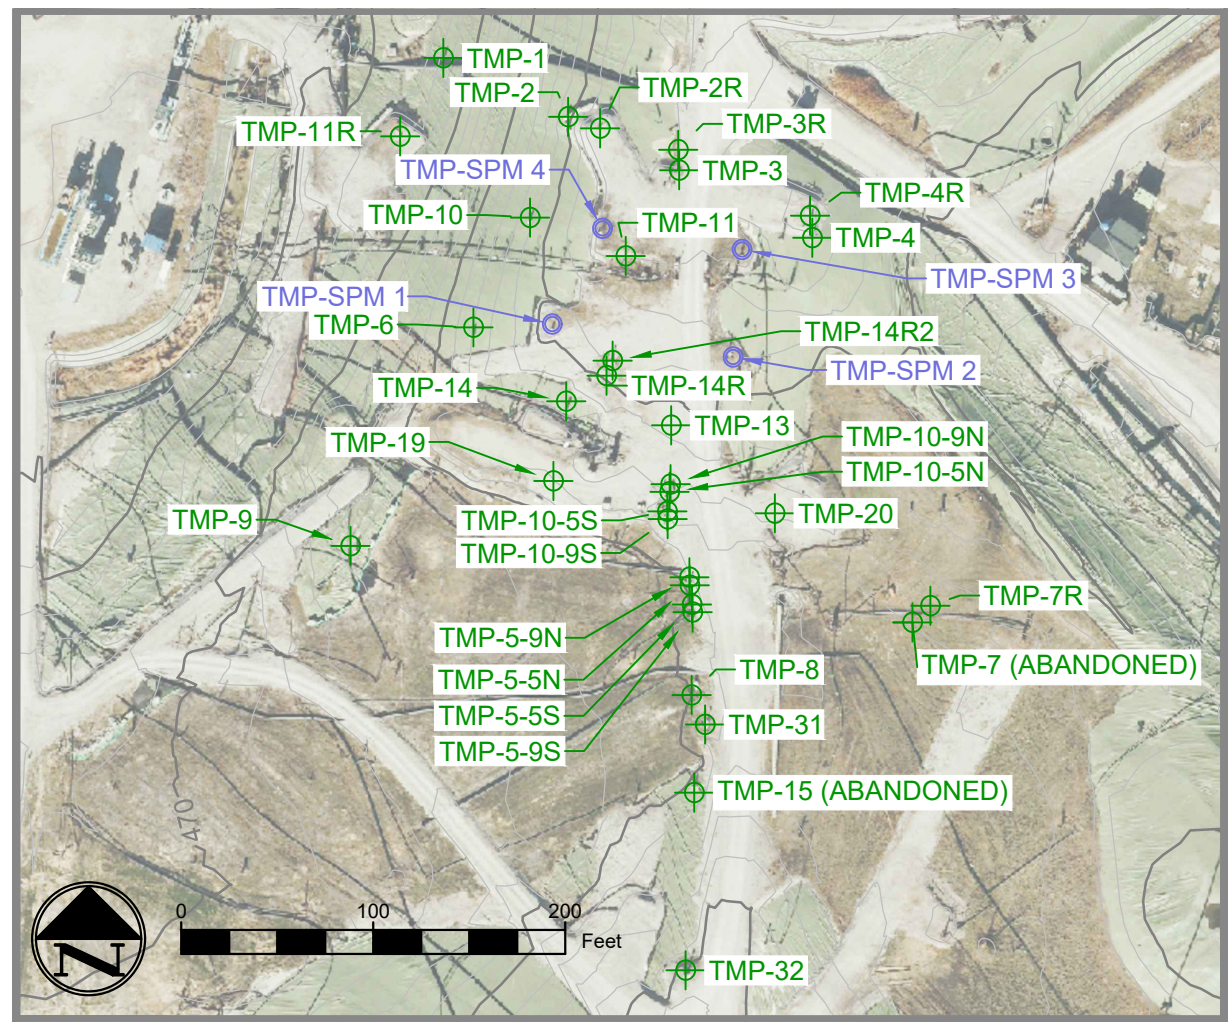 TMP-1
TMP-2
TMP-2R
TMP-11R
TMP-3R
TMP-SPM 4
TMP-3
TMP-4R
TMP-10
TMP-11
TMP-4
TMP-SPM 3
TMP-SPM 1
TMP-6
TMP-14R2
TMP-SPM 2
TMP-14
TMP-14R
TMP-13
TMP-19
TMP-10-9N
TMP-10-5N
TMP-9
TMP-10-5S
TMP-20
TMP-10-9S
TMP-7R
TMP-5-9N
TMP-7 (ABANDONED)
TMP-5-5N
TMP-8
TMP-5-5S
TMP-31
TMP-5-9S
TMP-15 (ABANDONED)
470
0 100 200
Feet
N
TMP-32